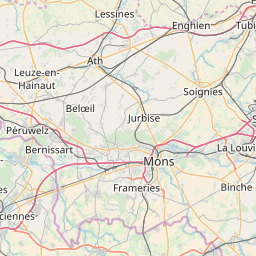 Lessines
Enghien
Tubi
Ath
Leuze-en-
Hainaut
Soignies
Belœil
Jurbise
Péruwelz
Bernissart
Mons
La Louvi
Frameries
Binche
ciennes